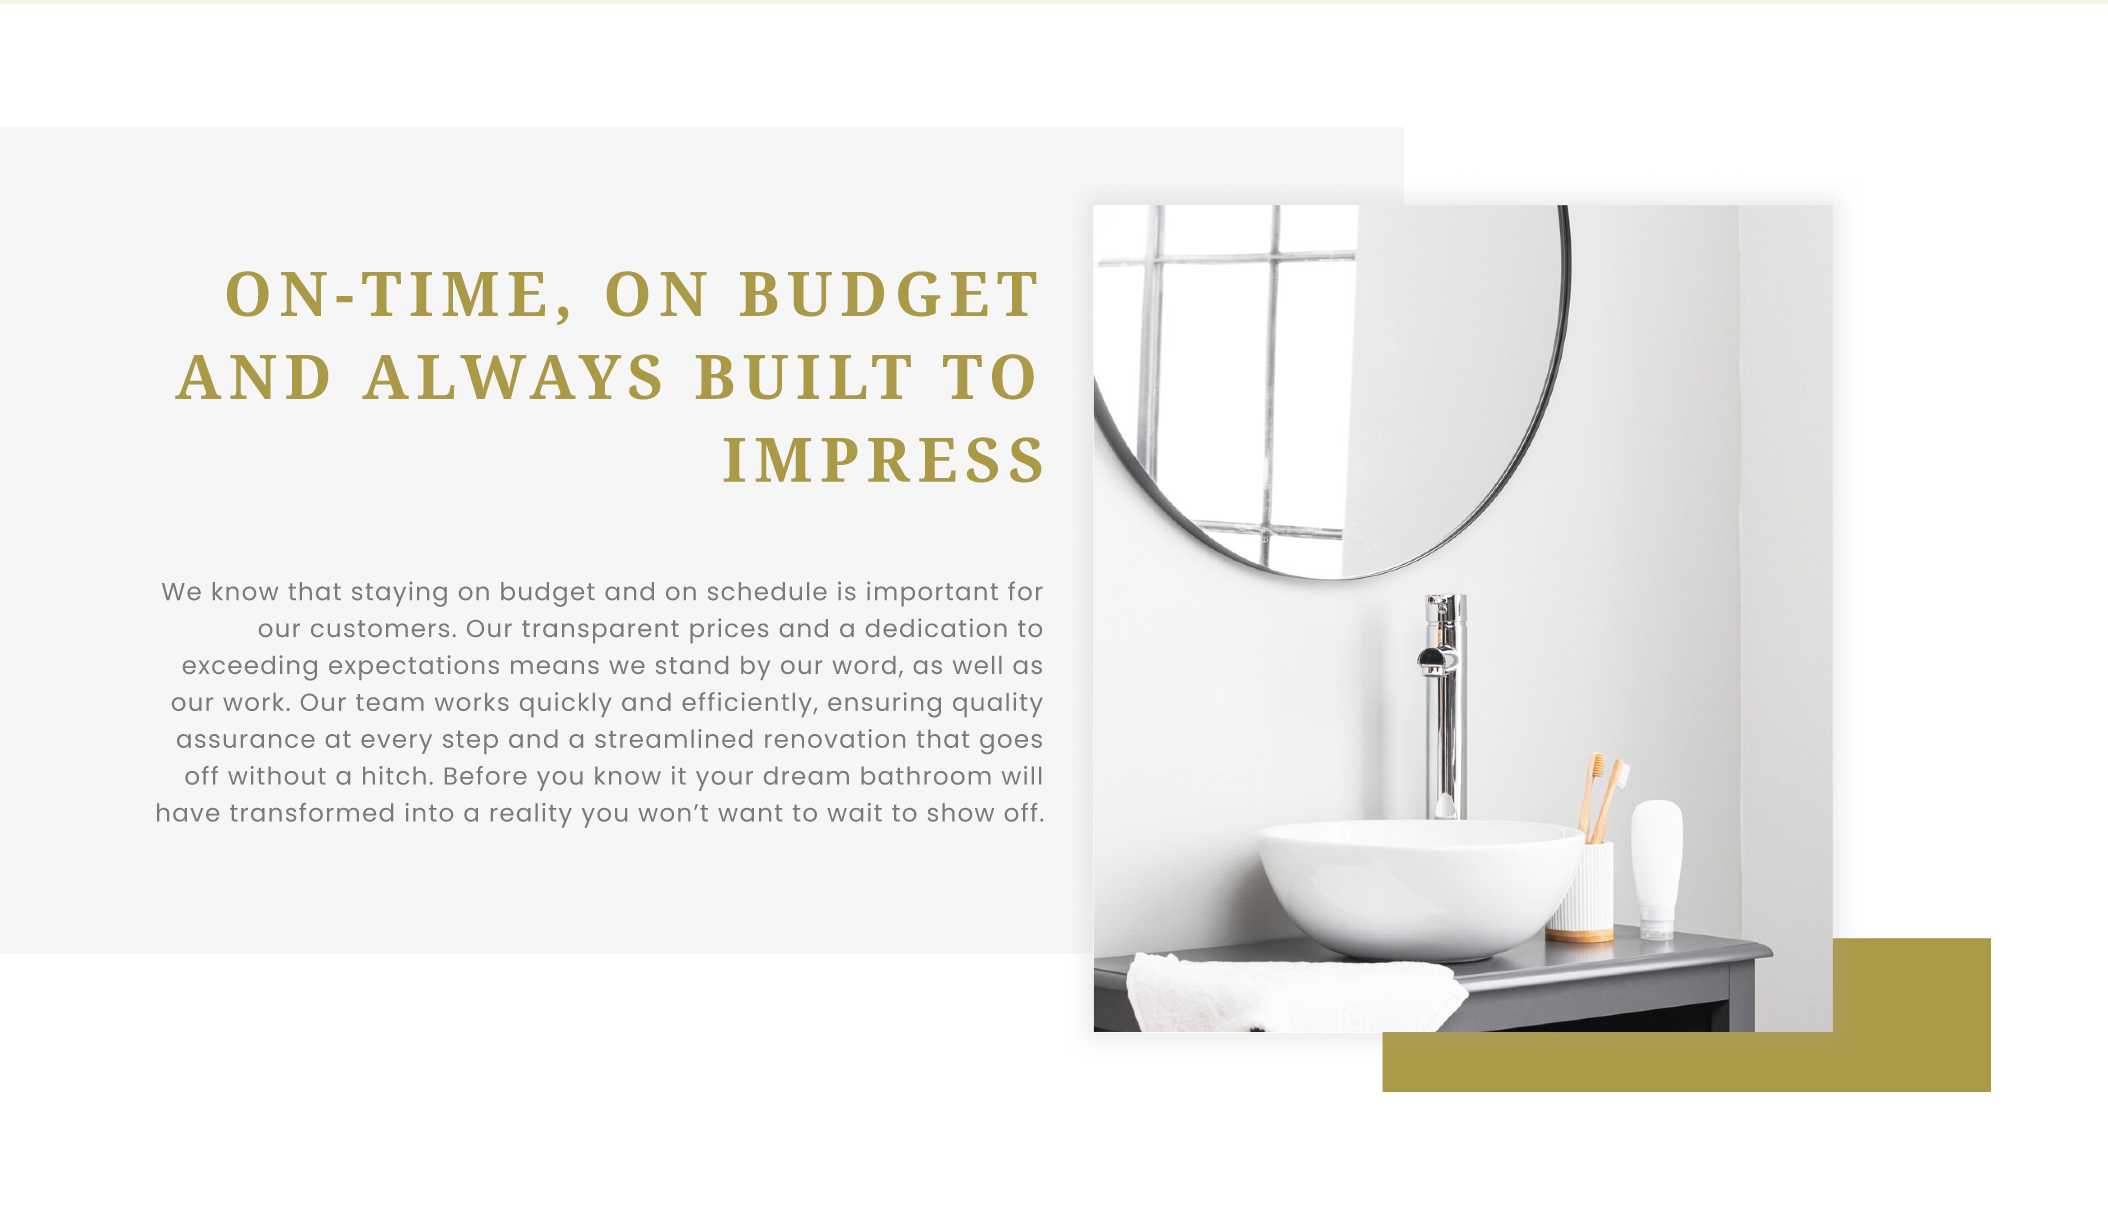 ON-TIME, ON BUDGET
AND ALWAYS BUILT TO
IMPRESS
We know that staying on budget and on schedule is important for
our customers. Our transparent prices and a dedication to
exceeding expectations means we stand by our word, as well as
our work. Our team works quickly and efficiently, ensuring quality
assurance at every step and a streamlined renovation that goes
off without a hitch. Before you know it your dream bathroom will
have transformed into a reality you won’t want to wait to show off.